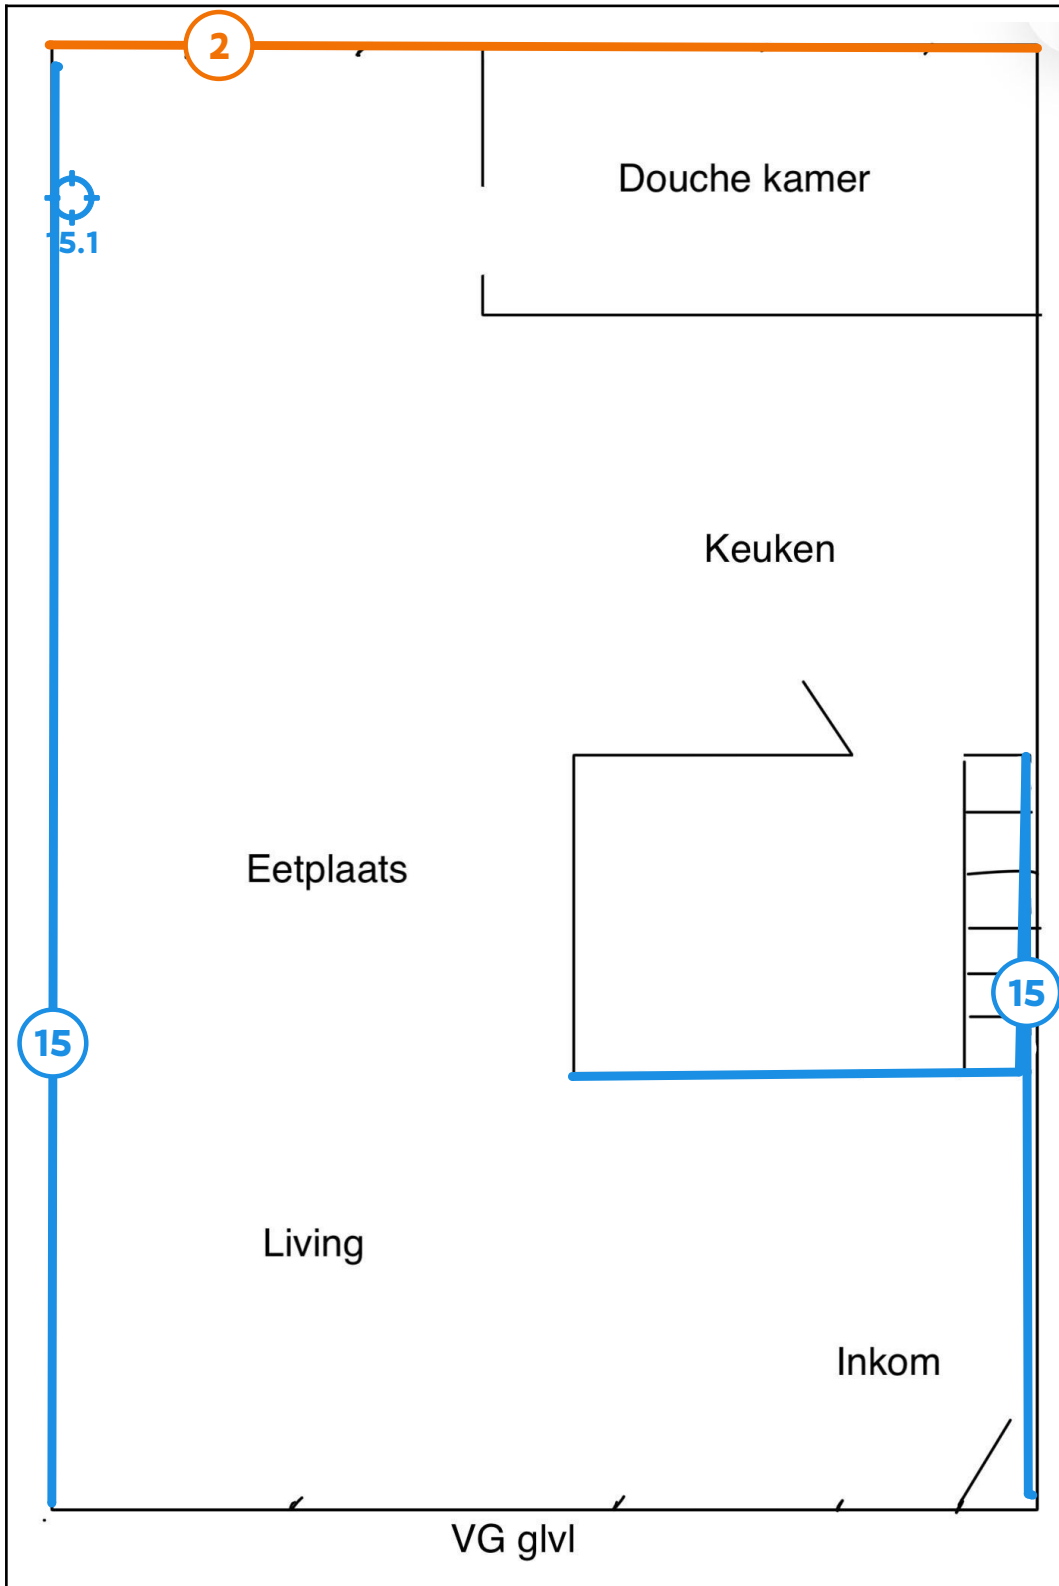 2
Douche kamer
15.1
Keuken
Eetplaats
15
15
Living
Inkom
VG glvl